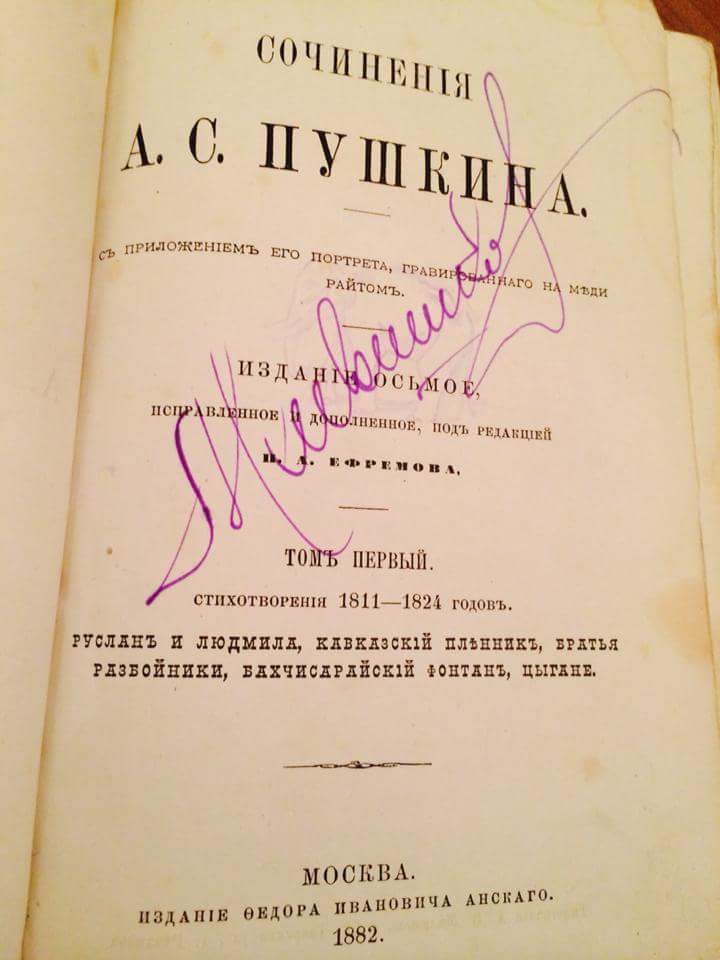 СОЧИНЕНІЯ
А. С. ПУШКИНА.
СЪ ПРИЛОЖЕНІЕМЪ ЕГО ПОРТРЕТА, ГРАВИРОВАННАГО НА МѢДИ
РАЙТОМЪ.
ИЗДАНІЕ ОСЬМОЕ,
ИСПРАВЛЕННОЕ И ДОПОЛНЕННОЕ, ПОДЪ РЕДАКЦІЕЙ
П. А. ЕФРЕМОВА.
ТОМЪ ПЕРВЫЙ.
СТИХОТВОРЕНІЯ 1811—1824 ГОДОВЪ.
РУСЛАНЪ И ЛЮДМИЛА, КАВКАЗСКІЙ ПЛѢННИКЪ, БРАТЬЯ
РАЗБОЙНИКИ, БАХЧИСАРАЙСКІЙ ФОНТАНЪ, ЦЫГАНЕ.
МОСКВА.
ИЗДАНІЕ ѲЕДОРА ИВАНОВИЧА АНСКАГО.
1882.